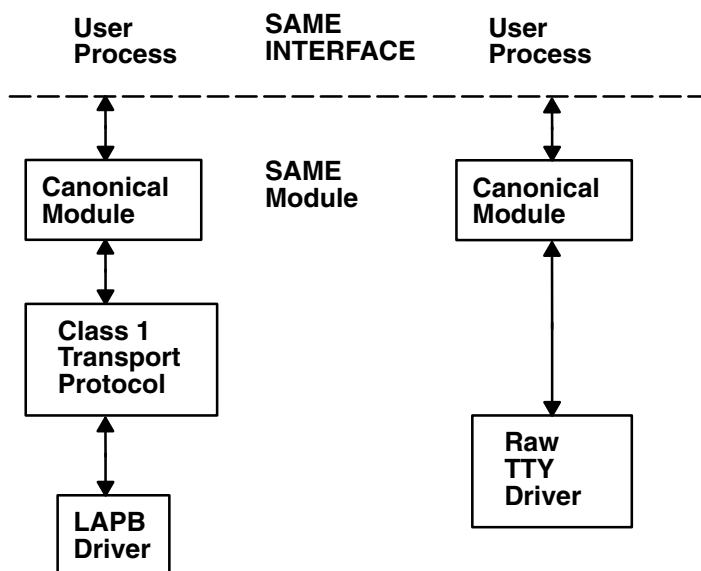 User
Process
SAME
INTERFACE
User
Process
Canonical
Module
SAME
Module
Canonical
Module
Class 1
Transport
Protocol
Raw
TTY
Driver
LAPB
Driver